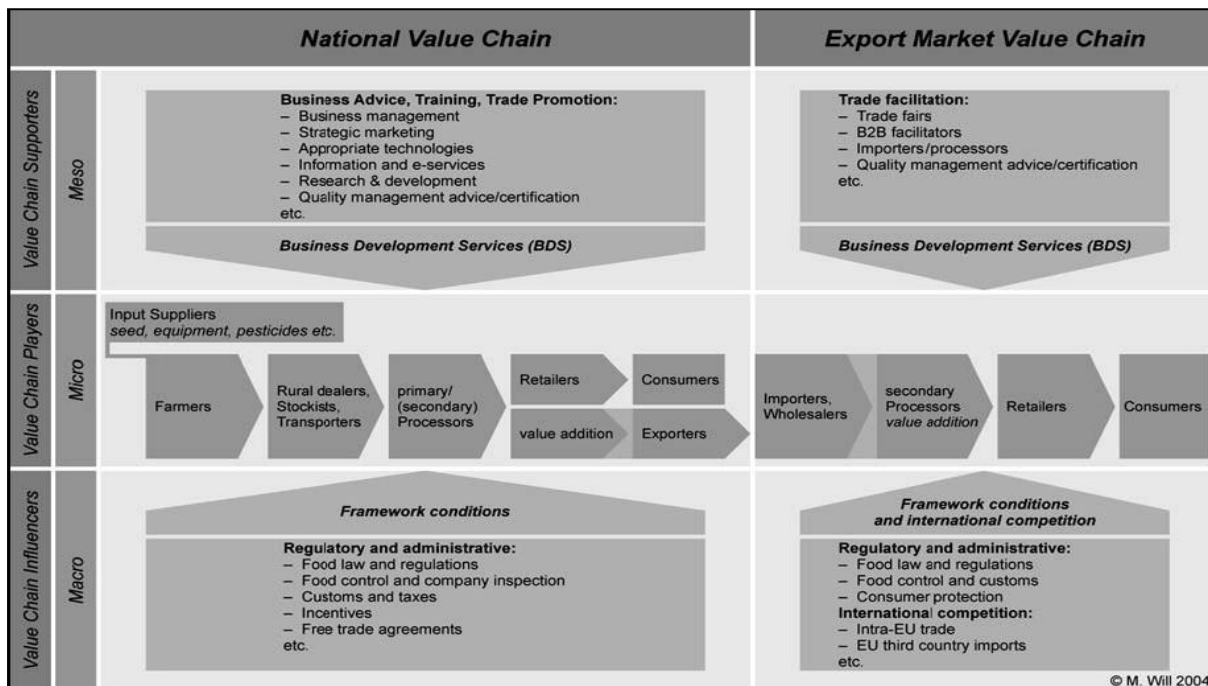 National Value Chain
Export Market Value Chain
Value Chain Supporters
Meso
Business Advice, Training, Trade Promotion:
– Business management
– Strategic marketing
– Appropriate technologies
– Information and e-services
– Research & development
– Quality management advice/certification
etc.
Business Development Services (BDS)
Trade facilitation:
– Trade fairs
– B2B facilitators
– Importers/processors
– Quality management advice/certification
etc.
Business Development Services (BDS)
Value Chain Players
Micro
Input Suppliers
seed, equipment, pesticides etc.
Farmers
Rural dealers,
Stockists,
Transporters
primary/
(secondary)
Processors
Retailers
Consumers
value addition
Exporters
Importers,
Wholesalers
secondary
Processors
value addition
Retailers
Consumers
Value Chain Influencers
Macro
Framework conditions
Regulatory and administrative:
– Food law and regulations
– Food control and company inspection
– Customs and taxes
– Incentives
– Free trade agreements
etc.
Framework conditions
and international competition
Regulatory and administrative:
– Food law and regulations
– Food control and customs
– Consumer protection
International competition:
– Intra-EU trade
– EU third country imports
etc.
© M. Will 2004